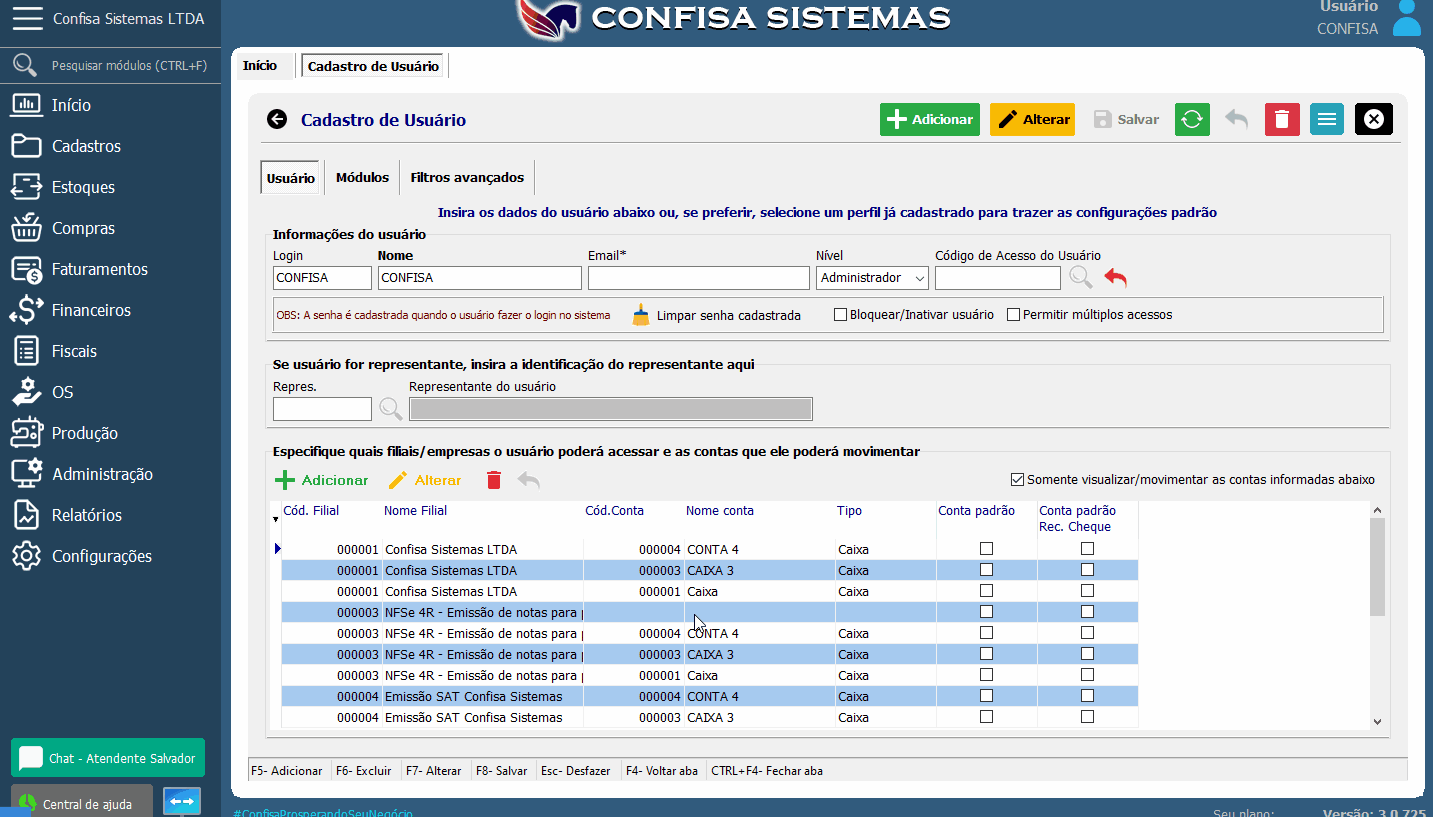 Confisa Sistemas LTDA
CONFISA SISTEMAS
Usuário
CONFISA
Pesquisar módulos (CTRL+F)
Início
Cadastros
Estoques
Compras
Faturamentos
Financeiros
Fiscais
OS
Produção
Administração
Relatórios
Configurações
Chat - Atendente Salvador
Central de ajuda
Início
Cadastro de Usuário
Cadastro de Usuário
Adicionar
Alterar
Salvar
Usuário
Módulos
Filtros avançados
Insira os dados do usuário abaixo ou, se preferir, selecione um perfil já cadastrado para trazer as configurações padrão
Informações do usuário
Login Nome Email* Nível Código de Acesso do Usuário
CONFISA CONFISA Administrador
OBS: A senha é cadastrada quando o usuário fazer o login no sistema Limpar senha cadastrada Bloquear/Inativar usuário Permitir múltiplos acessos
Se usuário for representante, insira a identificação do representante aqui
Repres. Representante do usuário
Especifique quais filiais/empresas o usuário poderá acessar e as contas que ele poderá movimentar
Adicionar Alterar Somente visualizar/movimentar as contas informadas abaixo
Cód. Filial Nome Filial Cód.Conta Nome conta Tipo Conta padrão Conta padrão
Rec. Cheque
000001 Confisa Sistemas LTDA 000004 CONTA 4 Caixa
000001 Confisa Sistemas LTDA 000003 CAIXA 3 Caixa
000001 Confisa Sistemas LTDA 000001 Caixa Caixa
000003 NFSe 4R - Emissão de notas para
000003 NFSe 4R - Emissão de notas para 000004 CONTA 4 Caixa
000003 NFSe 4R - Emissão de notas para 000003 CAIXA 3 Caixa
000003 NFSe 4R - Emissão de notas para 000001 Caixa Caixa
000004 Emissão SAT Confisa Sistemas 000004 CONTA 4 Caixa
000004 Emissão SAT Confisa Sistemas 000003 CAIXA 3 Caixa
F5- Adicionar F6- Excluir F7- Alterar F8- Salvar Esc- Desfazer F4- Voltar aba CTRL+F4- Fechar aba
#ConfisaProsperandoSeuNegócio
Seu plano: Versão: 3.0.725